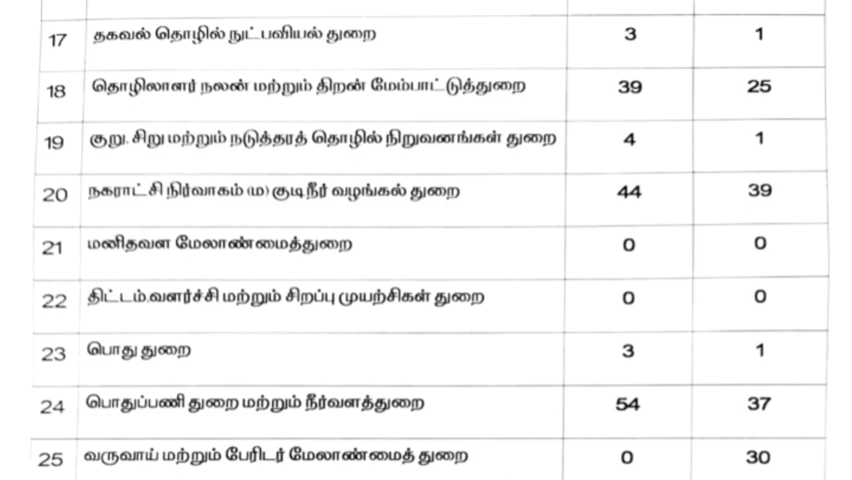 17 தகவல் தொழில் நுட்பவியல் துறை 3 1
18 தொழிலாளர் நலன் மற்றும் திறன் மேம்பாட்டுத்துறை 39 25
19 குறு, சிறு மற்றும் நடுத்தரத் தொழில் நிறுவனங்கள் துறை 4 1
20 நகராட்சி நிர்வாகம் (ம) குடிநீர் வழங்கல் துறை 44 39
21 மனிதவள மேலாண்மைத்துறை 0 0
22 திட்டம்,வளர்ச்சி மற்றும் சிறப்பு முயற்சிகள் துறை 0 0
23 பொது துறை 3 1
24 பொதுப்பணி துறை மற்றும் நீர்வளத்துறை 54 37
25 வருவாய் மற்றும் பேரிடர் மேலாண்மைத் துறை 0 30